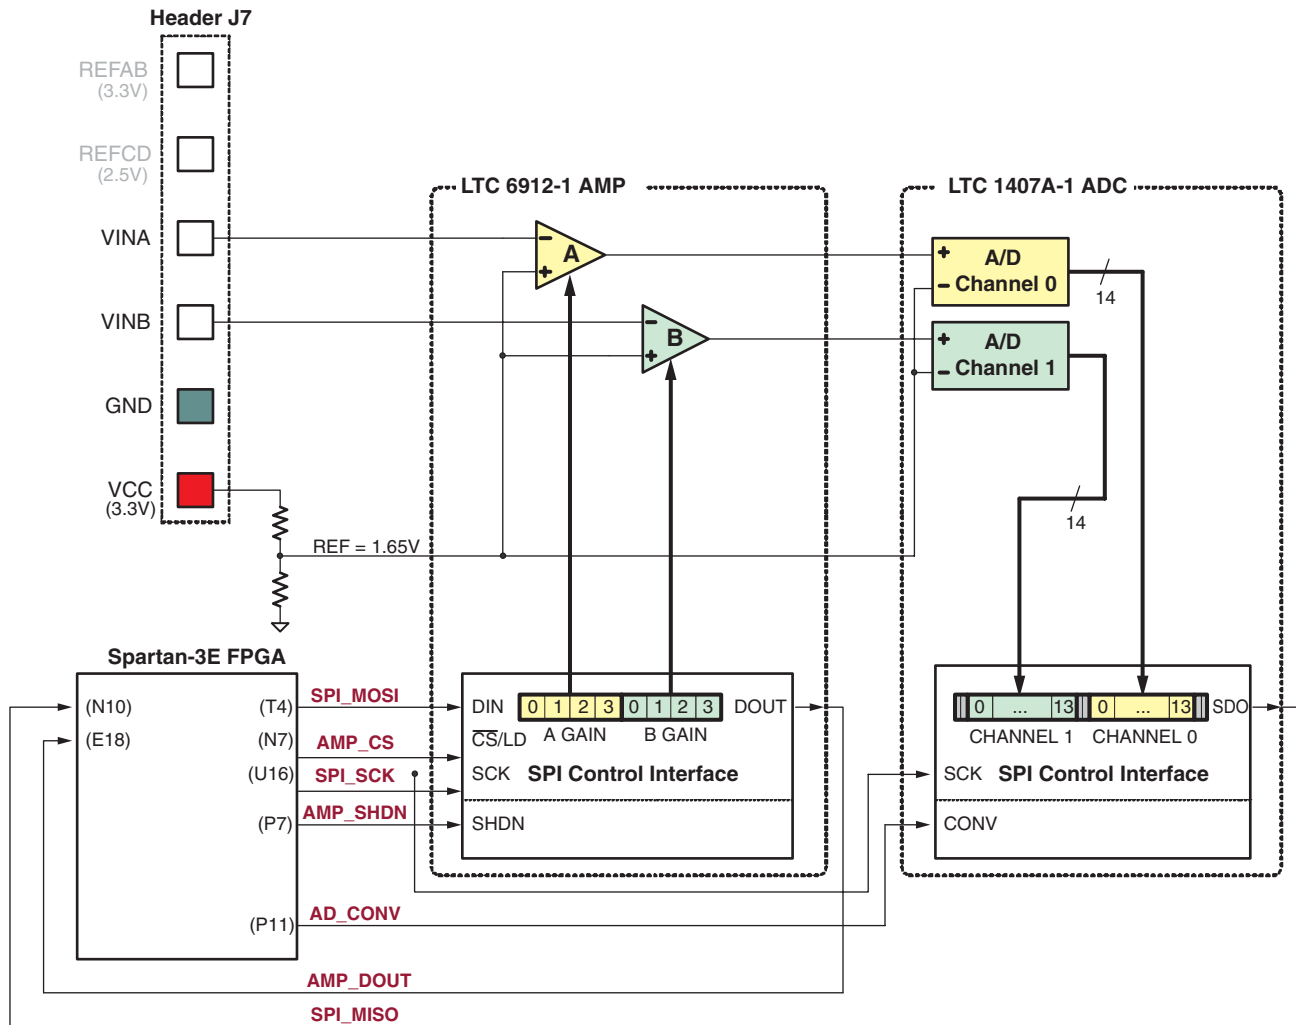 Header J7
REFAB
(3.3V)
REFCD
(2.5V)
LTC 6912-1 AMP
LTC 1407A-1 ADC
VINA
A
A/D
Channel 0
14
VINB
B
A/D
Channel 1
14
GND
VCC
(3.3V)
REF = 1.65V
Spartan-3E FPGA
(N10)
(E18)
(T4)
(N7)
(U16)
(P7)
(P11)
SPI_MOSI
AMP_CS
SPI_SCK
AMP_SHDN
AD_CONV
AMP_DOUT
SPI_MISO
DIN
0 1 2 3 0 1 2 3
DOUT
CS/LD
A GAIN
B GAIN
SCK
SPI Control Interface
SHDN
0 ... 13 0 ... 13
SDO
CHANNEL 1
CHANNEL 0
SCK
SPI Control Interface
CONV